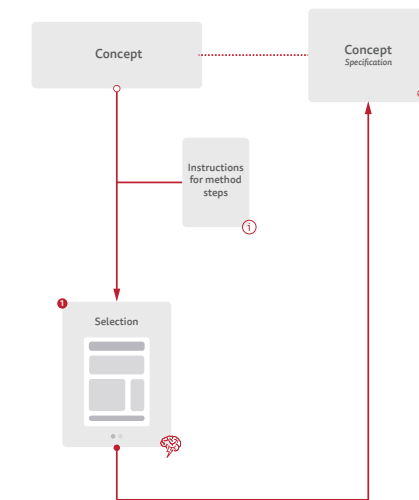 Concept
Concept
Specification
Instructions
for method
steps
i
1
Selection